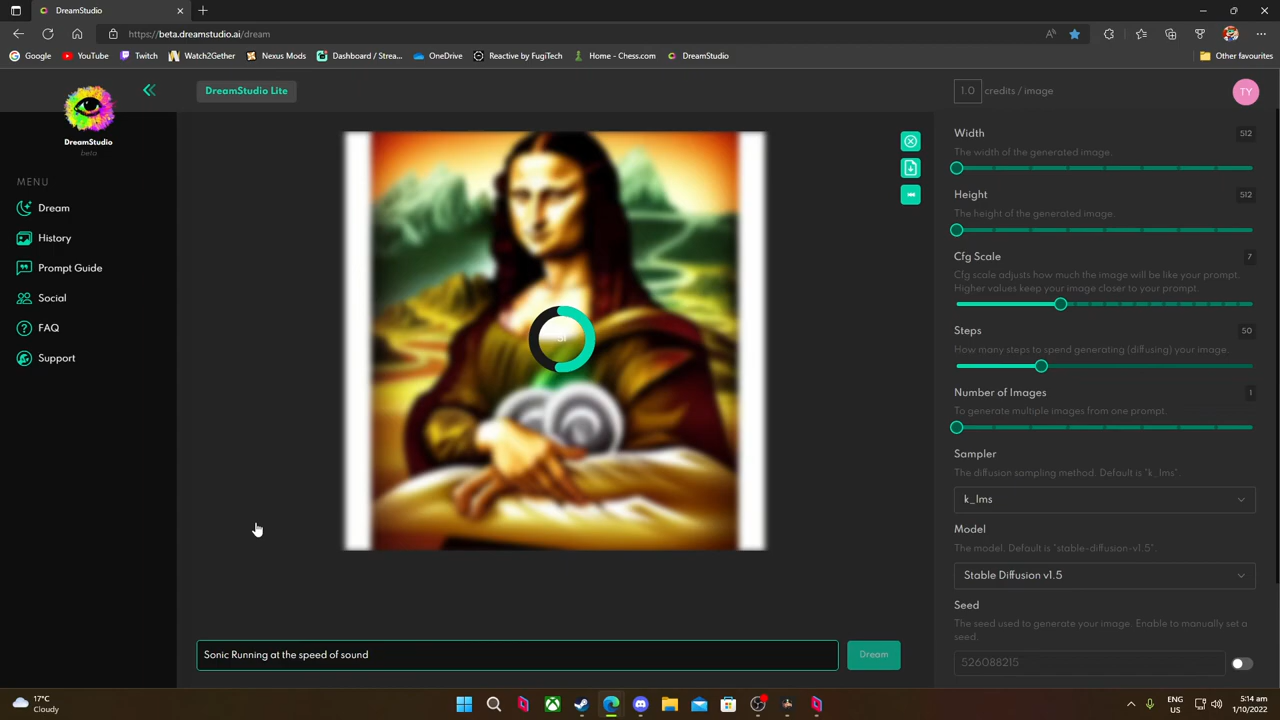 DreamStudio
https://beta.dreamstudio.ai/dream
Google
YouTube
Twitch
Watch2Gether
Nexus Mods
Dashboard / Strea...
OneDrive
Reactive by FugiTech
Home - Chess.com
DreamStudio
Other favourites
DreamStudio
beta
MENU
Dream
History
Prompt Guide
Social
FAQ
Support
DreamStudio Lite
Sonic Running at the speed of sound
Dream
1.0 credits / image
TY
Width 512
The width of the generated image.
Height 512
The height of the generated image.
Cfg Scale 7
Cfg scale adjusts how much the image will be like your prompt.
Higher values keep your image closer to your prompt.
Steps 50
How many steps to spend generating (diffusing) your image.
Number of Images 1
To generate multiple images from one prompt.
Sampler
The diffusion sampling method. Default is "k_lms".
k_lms
Model
The model. Default is "stable-diffusion-v1.5".
Stable Diffusion v1.5
Seed
The seed used to generate your image. Enable to manually set a
seed.
526088215
17°C
Cloudy
ENG
US
5:14 am
1/10/2022